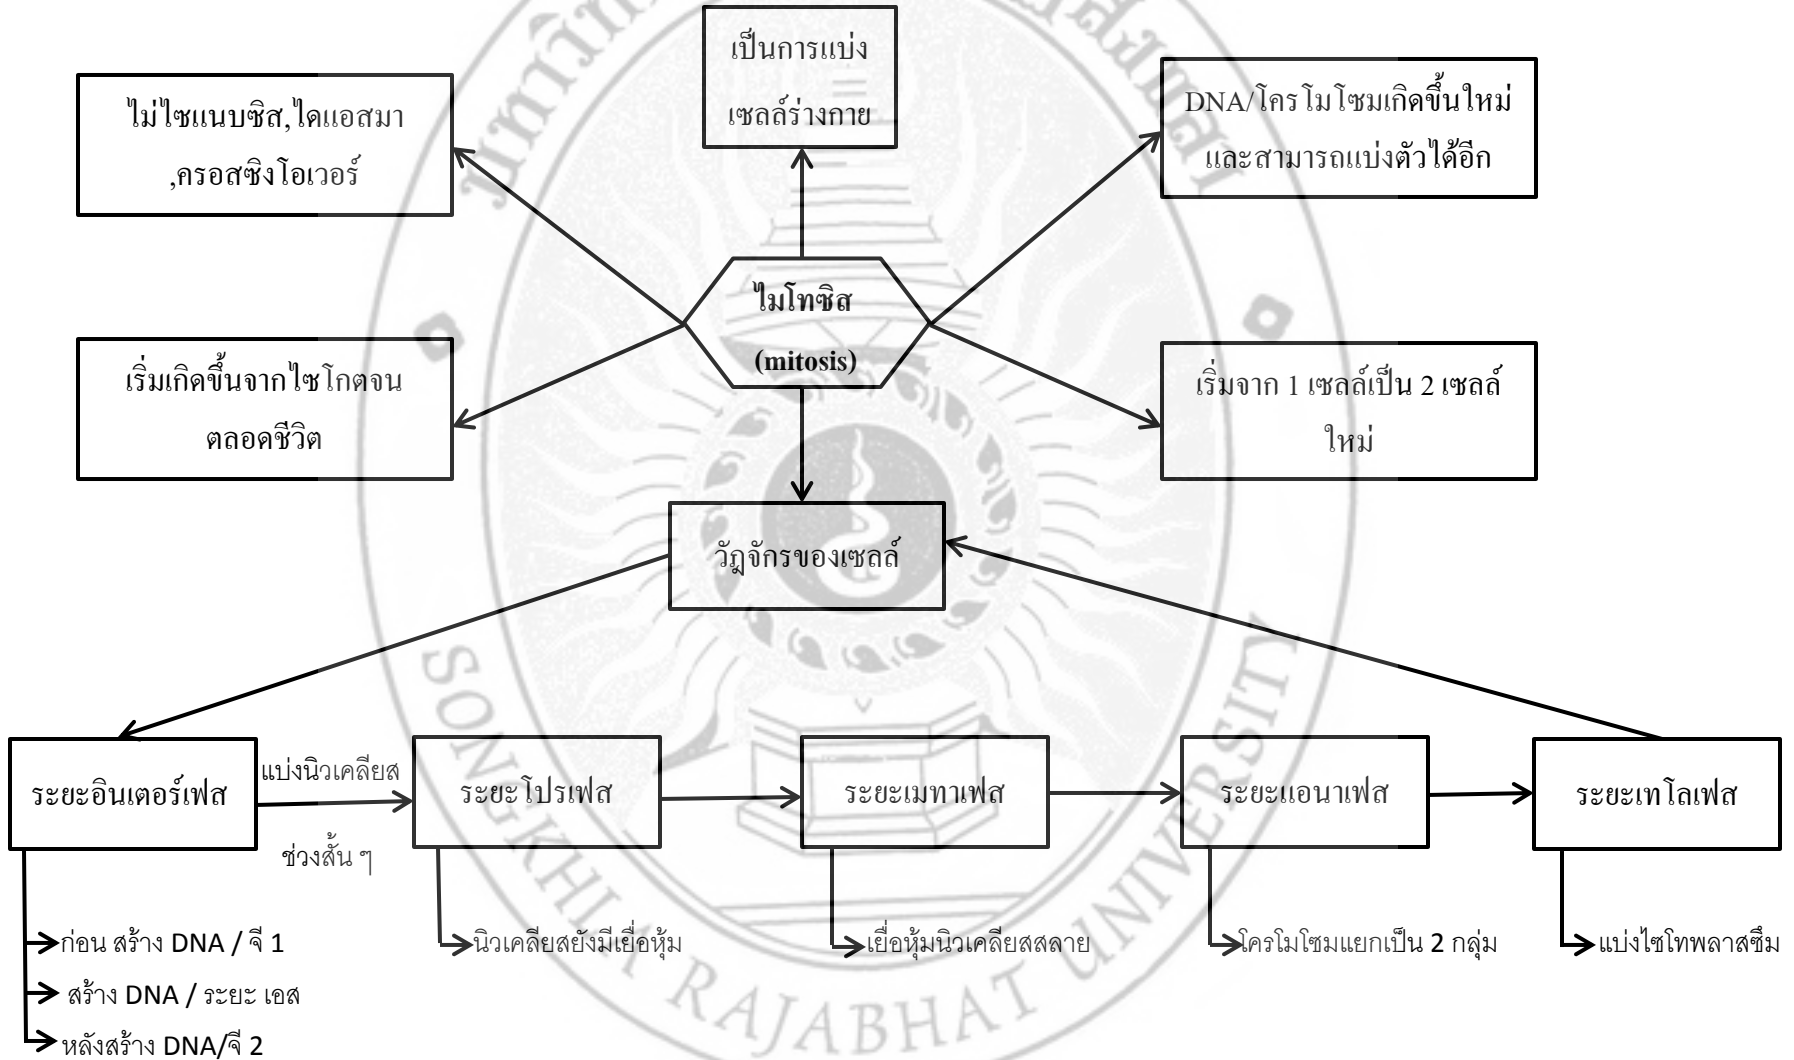 เป็นการแบ่ง
เซลล์ร่างกาย
ไม่ไซแนบซิส,ไดแอสมา
,ครอสซิงโอเวอร์
DNA/โครโมโซมเกิดขึ้นใหม่
และสามารถแบ่งตัวได้อีก
ไมโทซิส
(mitosis)
เริ่มเกิดขึ้นจากไซโกตจน
ตลอดชีวิต
เริ่มจาก 1 เซลล์เป็น 2 เซลล์
ใหม่
วัฎจักรของเซลล์
ระยะอินเตอร์เฟส
แบ่งนิวเคลียส
ช่วงสั้น ๆ
ระยะโปรเฟส
ระยะเมทาเฟส
ระยะแอนาเฟส
ระยะเทโลเฟส
ก่อน สร้าง DNA / จี 1
สร้าง DNA / ระยะ เอส
หลังสร้าง DNA/จี 2
นิวเคลียสยังมีเยื่อหุ้ม
เยื่อหุ้มนิวเคลียสสลาย
โครโมโซมแยกเป็น 2 กลุ่ม
แบ่งไซโทพลาสซึม
SONGKHLA RAJABHAT UNIVERSITY